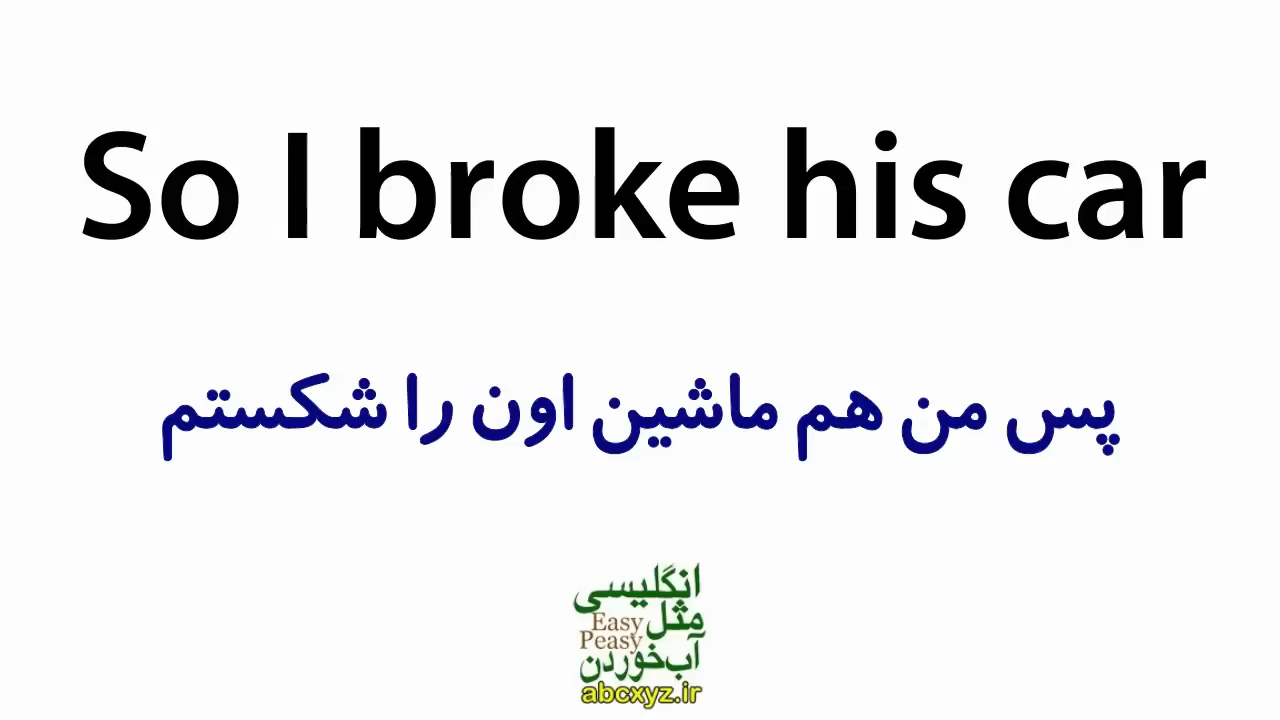 So I broke his car
پس من هم ماشین اون را شکستم
انگلیسی
مثل
Easy
Peasy
آب‌خوردن
abcxyz.ir